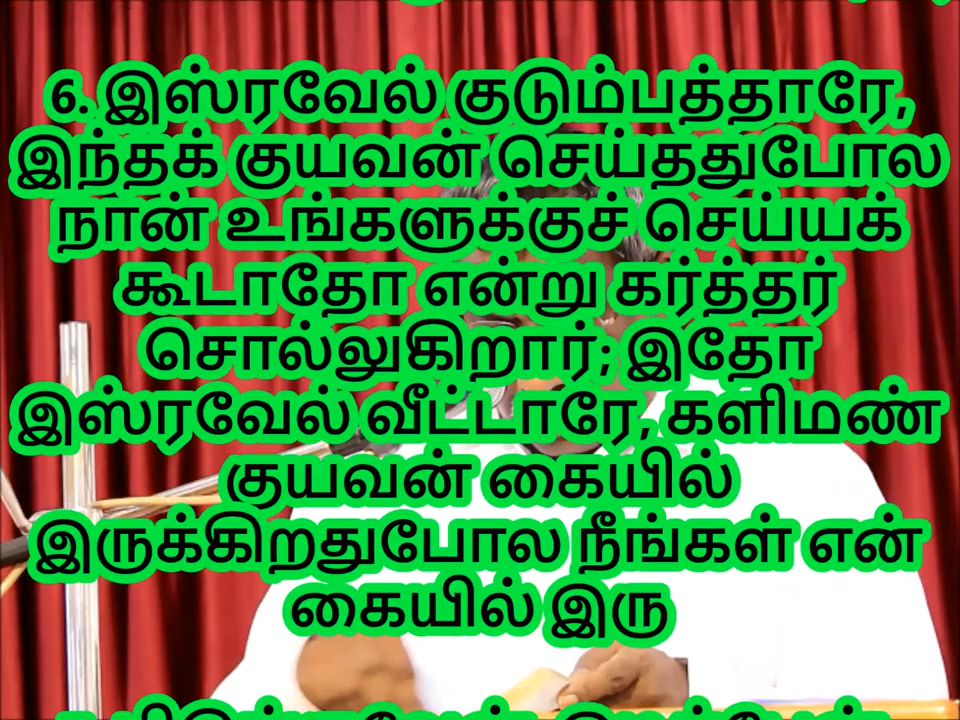 6. இஸ்ரவேல் குடும்பத்தாரே,
இந்தக் குயவன் செய்ததுபோல
நான் உங்களுக்குச் செய்யக்
கூடாதோ என்று கர்த்தர்
சொல்லுகிறார்; இதோ
இஸ்ரவேல் வீட்டாரே, களிமண்
குயவன் கையில்
இருக்கிறதுபோல நீங்கள் என்
கையில் இரு